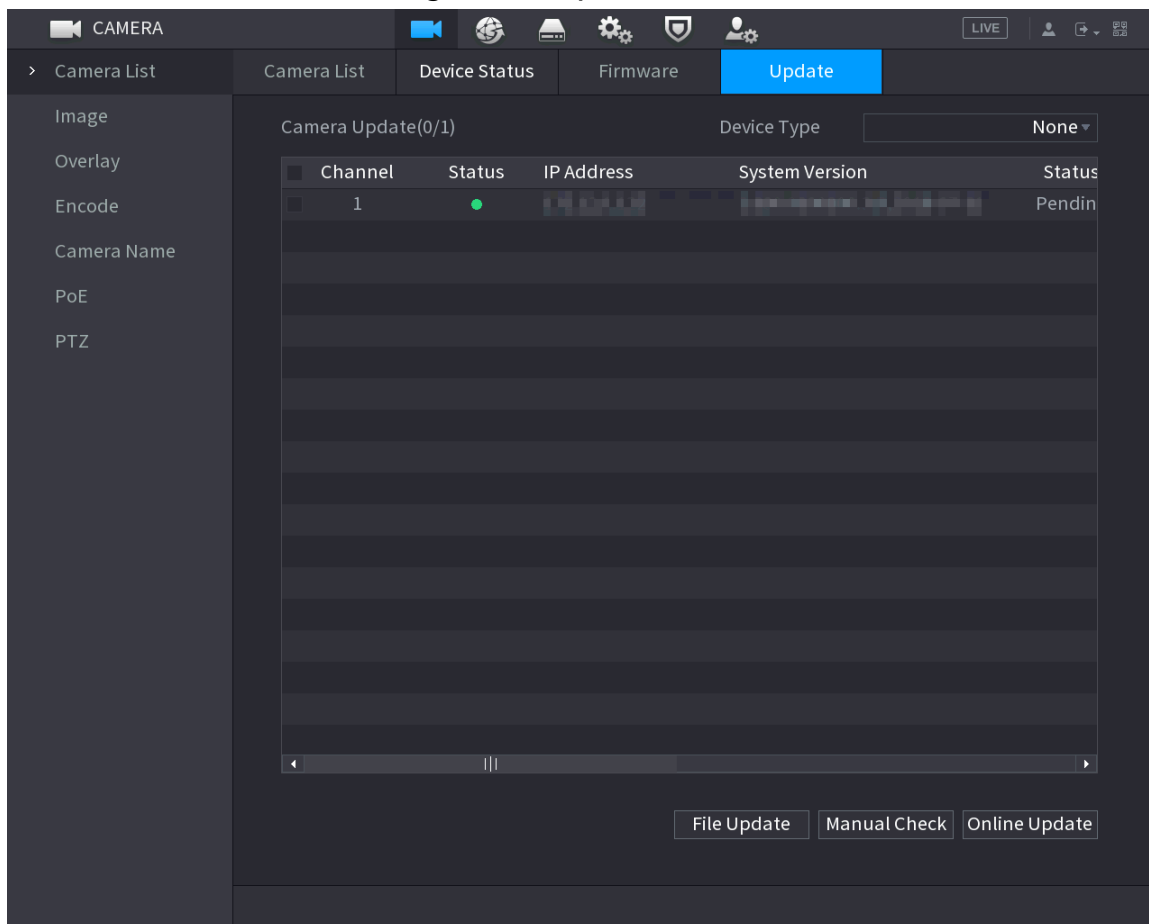 CAMERA LIVE
Camera List
Image
Overlay
Encode
Camera Name
PoE
PTZ
Camera List Device Status Firmware Update
Camera Update(0/1) Device Type None
Channel Status IP Address System Version Status
1 Pendin
File Update Manual Check Online Update